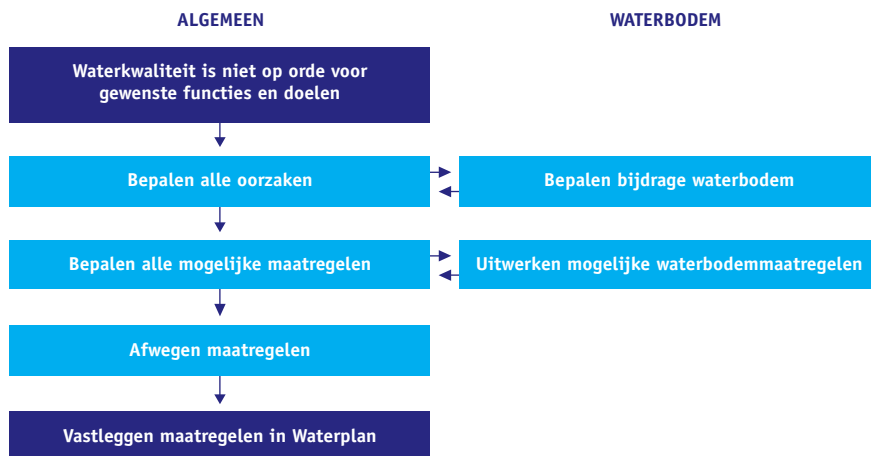 ALGEMEEN
WATERBODEM
Waterkwaliteit is niet op orde voor
gewenste functies en doelen
Bepalen alle oorzaken
Bepalen bijdrage waterbodem
Bepalen alle mogelijke maatregelen
Uitwerken mogelijke waterbodemmaatregelen
Afwegen maatregelen
Vastleggen maatregelen in Waterplan